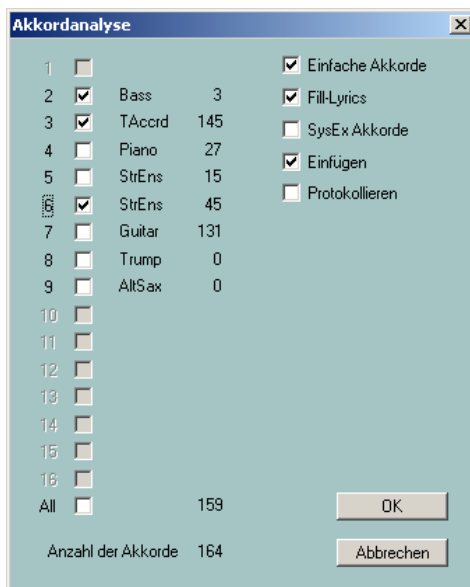 Akkordanalyse
1
2 Bass 3
3 TAccrd 145
4 Piano 27
5 StrEns 15
6 StrEns 45
7 Guitar 131
8 Trump 0
9 AltSax 0
10
11
12
13
14
15
16
All 159
Anzahl der Akkorde 164
Einfache Akkorde
Fill-Lyrics
SysEx Akkorde
Einfügen
Protokollieren
OK
Abbrechen